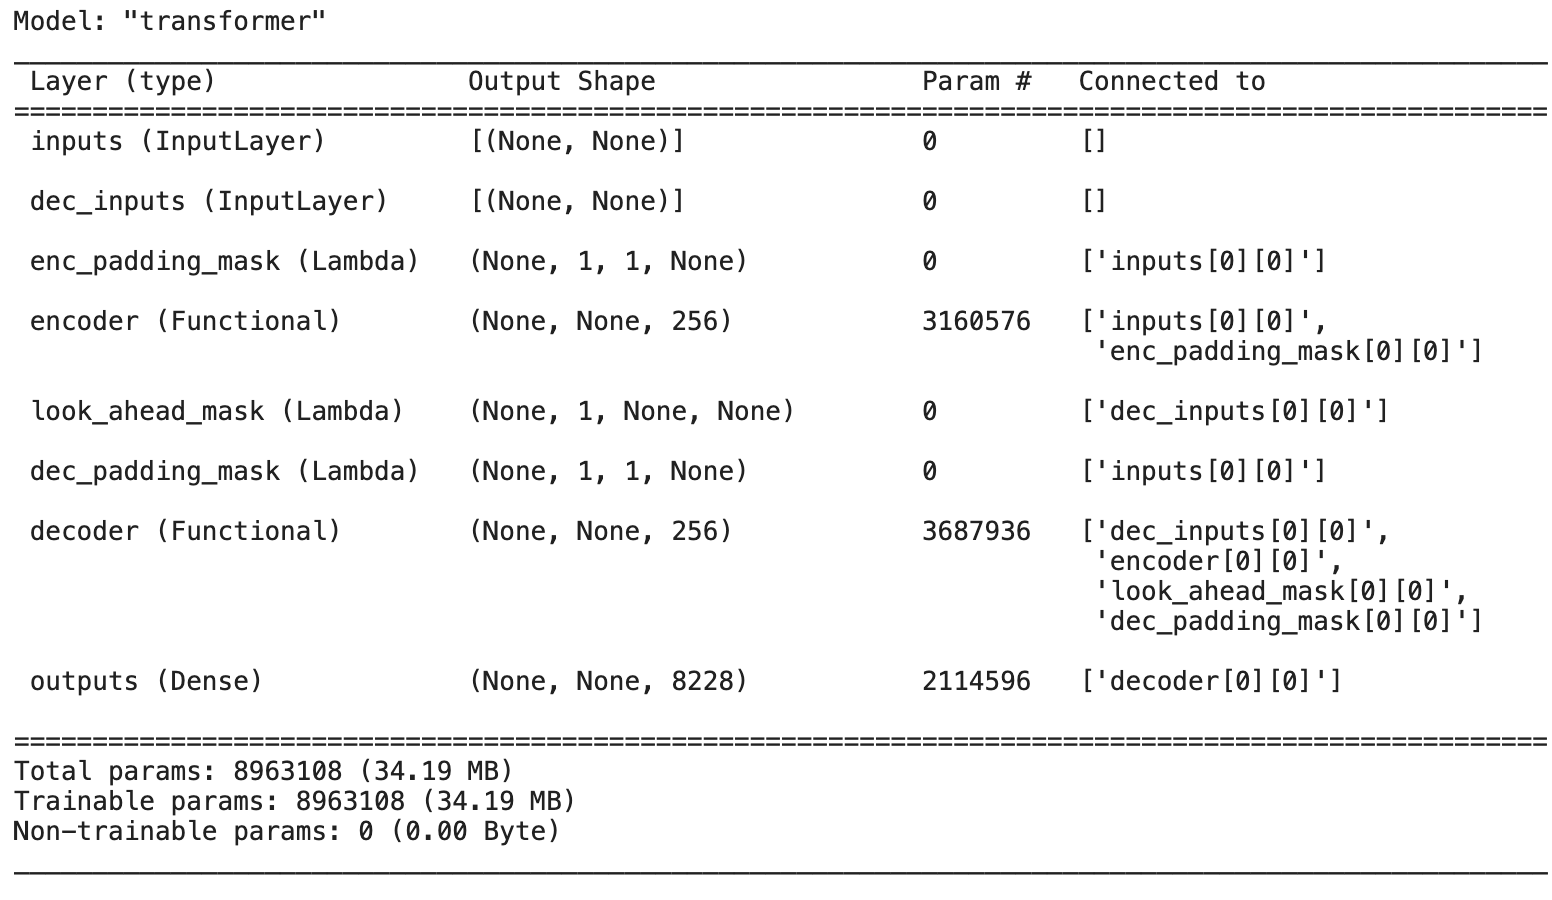 Model: "transformer"
Layer (type) Output Shape Param # Connected to
inputs (InputLayer) [(None, None)] 0 []
dec_inputs (InputLayer) [(None, None)] 0 []
enc_padding_mask (Lambda) (None, 1, 1, None) 0 ['inputs[0][0]']
encoder (Functional) (None, None, 256) 3160576 ['inputs[0][0]',
'enc_padding_mask[0][0]']
look_ahead_mask (Lambda) (None, 1, None, None) 0 ['dec_inputs[0][0]']
dec_padding_mask (Lambda) (None, 1, 1, None) 0 ['inputs[0][0]']
decoder (Functional) (None, None, 256) 3687936 ['dec_inputs[0][0]',
'encoder[0][0]',
'look_ahead_mask[0][0]',
'dec_padding_mask[0][0]']
outputs (Dense) (None, None, 8228) 2114596 ['decoder[0][0]']
Total params: 8963108 (34.19 MB)
Trainable params: 8963108 (34.19 MB)
Non-trainable params: 0 (0.00 Byte)